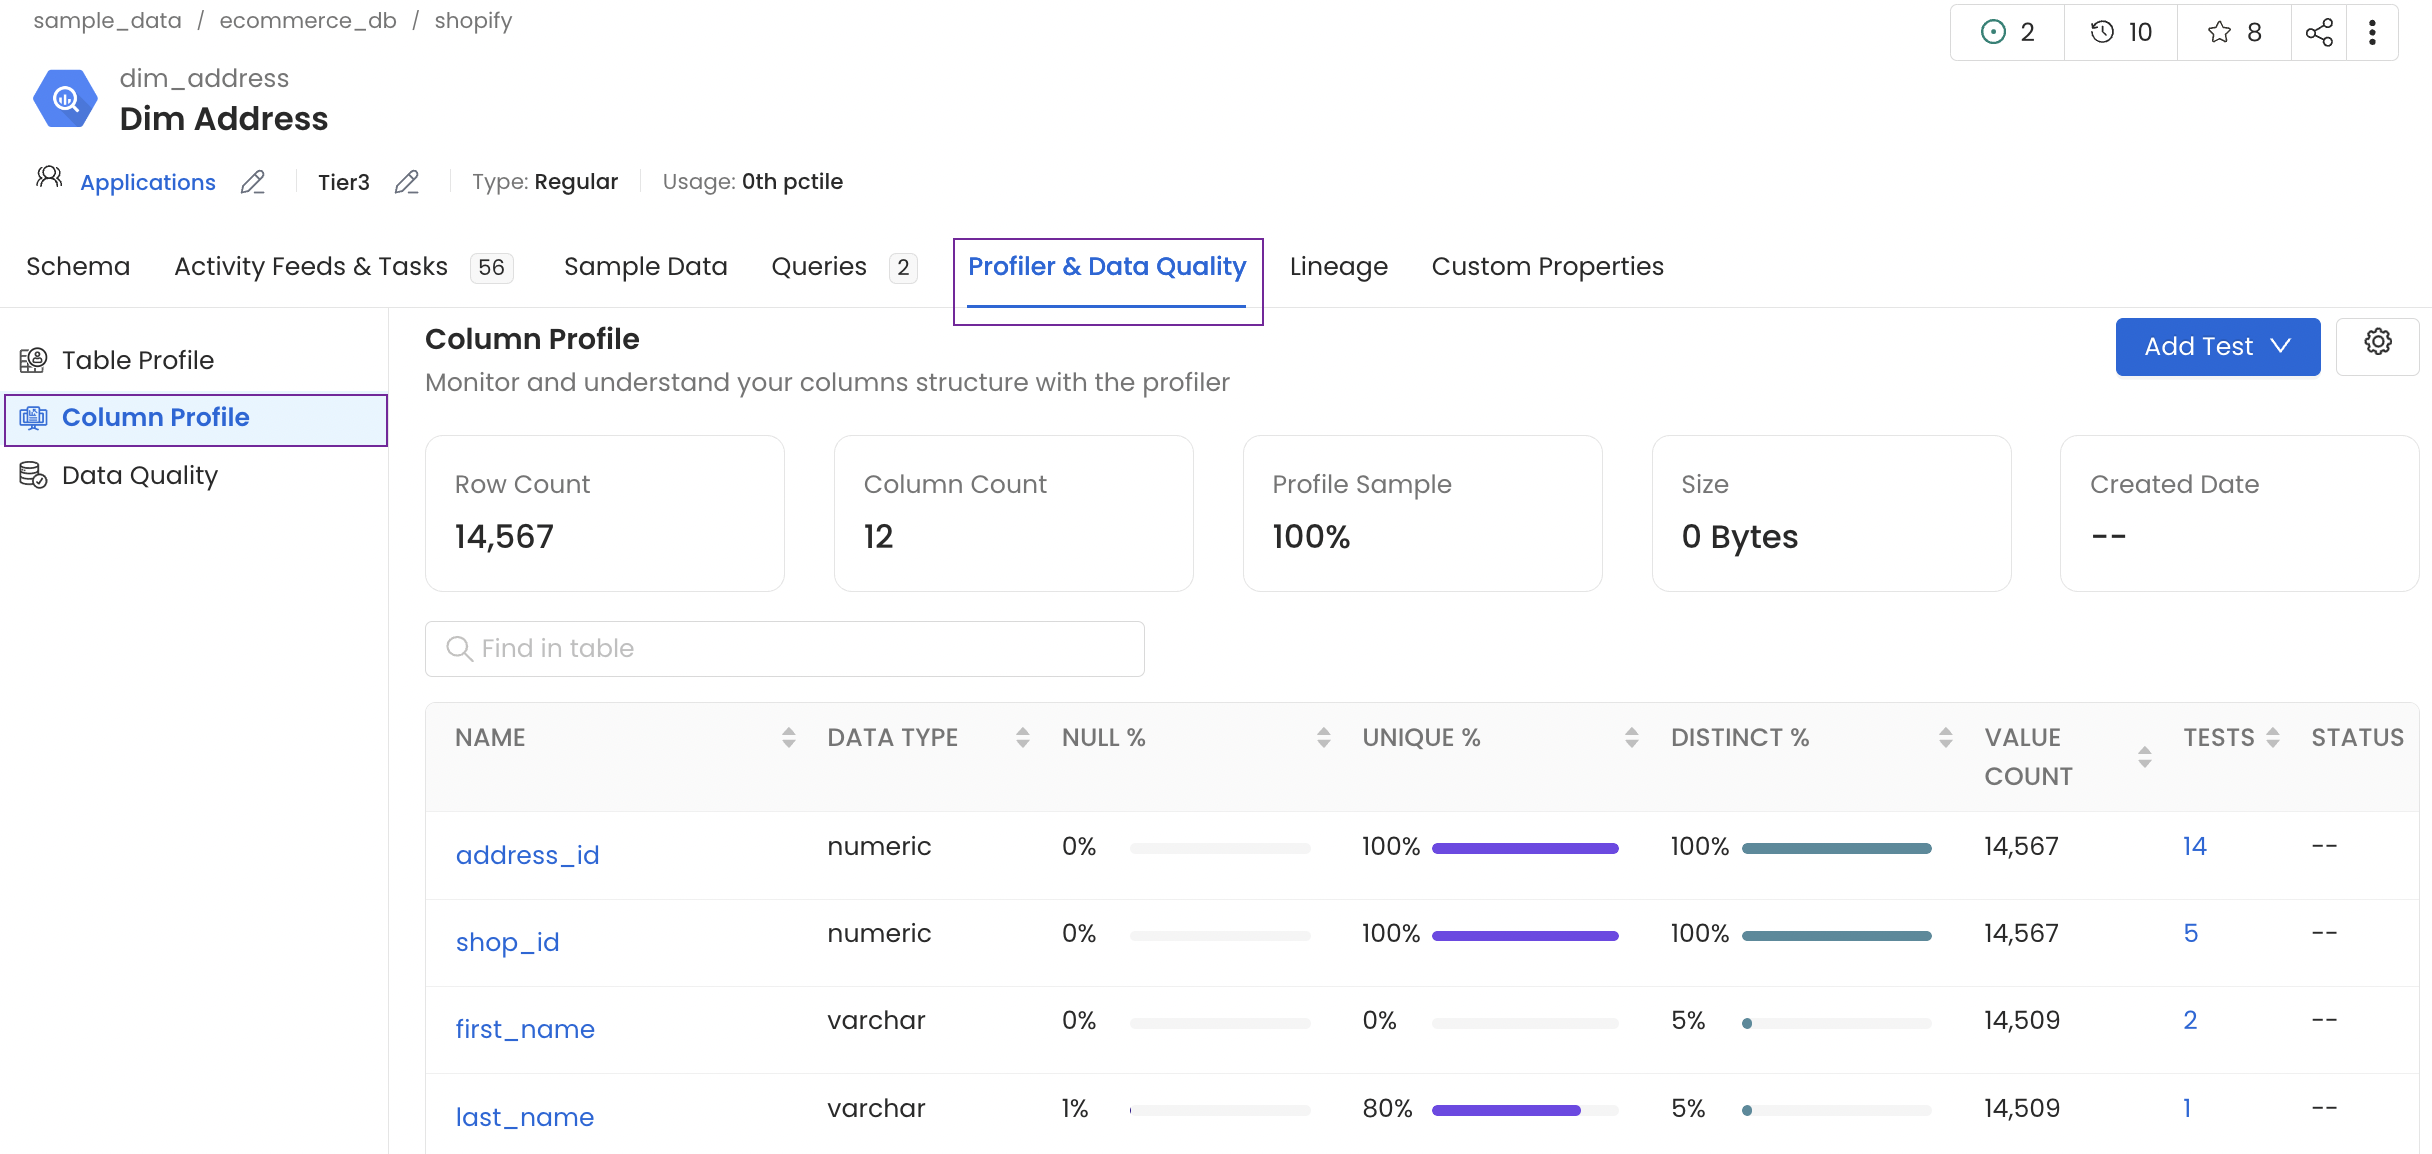 sample_data / ecommerce_db / shopify
2 10 8
dim_address
Dim Address
Applications Tier3 Type: Regular Usage: 0th pctile
Schema Activity Feeds & Tasks 56 Sample Data Queries 2 Profiler & Data Quality Lineage Custom Properties
Table Profile
Column Profile
Data Quality
Column Profile
Monitor and understand your columns structure with the profiler
Add Test
Row Count
14,567
Column Count
12
Profile Sample
100%
Size
0 Bytes
Created Date
--
Find in table
NAME DATA TYPE NULL % UNIQUE % DISTINCT % VALUE COUNT TESTS STATUS
address_id numeric 0% 100% 100% 14,567 14 --
shop_id numeric 0% 100% 100% 14,567 5 --
first_name varchar 0% 0% 5% 14,509 2 --
last_name varchar 1% 80% 5% 14,509 1 --